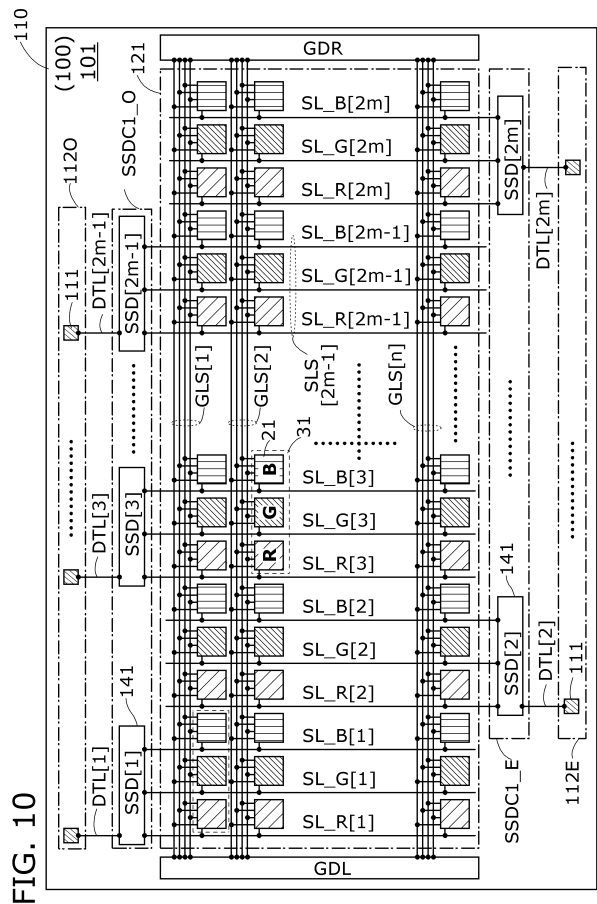 FIG. 10
110
(100)
101
112O
SSDC1_O
121
111
DTL[1]
DTL[3]
DTL[2m-1]
141
SSD[1]
SSD[3]
SSD[2m-1]
GDL
GDR
GLS[1]
GLS[2]
GLS[n]
21
31
R
G
B
SLS
[2m-1]
SL_R[1]
SL_G[1]
SL_B[1]
SL_R[2]
SL_G[2]
SL_B[2]
SL_R[3]
SL_G[3]
SL_B[3]
SL_R[2m-1]
SL_G[2m-1]
SL_B[2m-1]
SL_R[2m]
SL_G[2m]
SL_B[2m]
SSDC1_E
SSD[2]
141
SSD[2m]
DTL[2]
DTL[2m]
112E
111